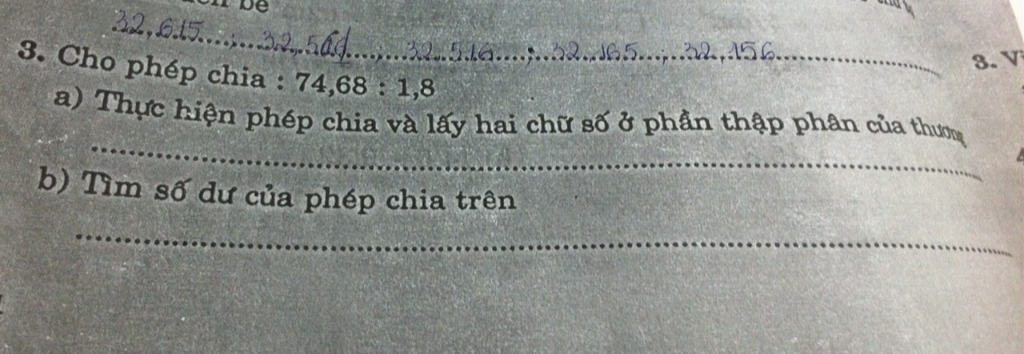 bé
32,615...;...32,561...;...32,516...;...32,165...;...32,156
3. Cho phép chia : 74,68 : 1,8
3. V
a) Thực hiện phép chia và lấy hai chữ số ở phần thập phân của thương
b) Tìm số dư của phép chia trên